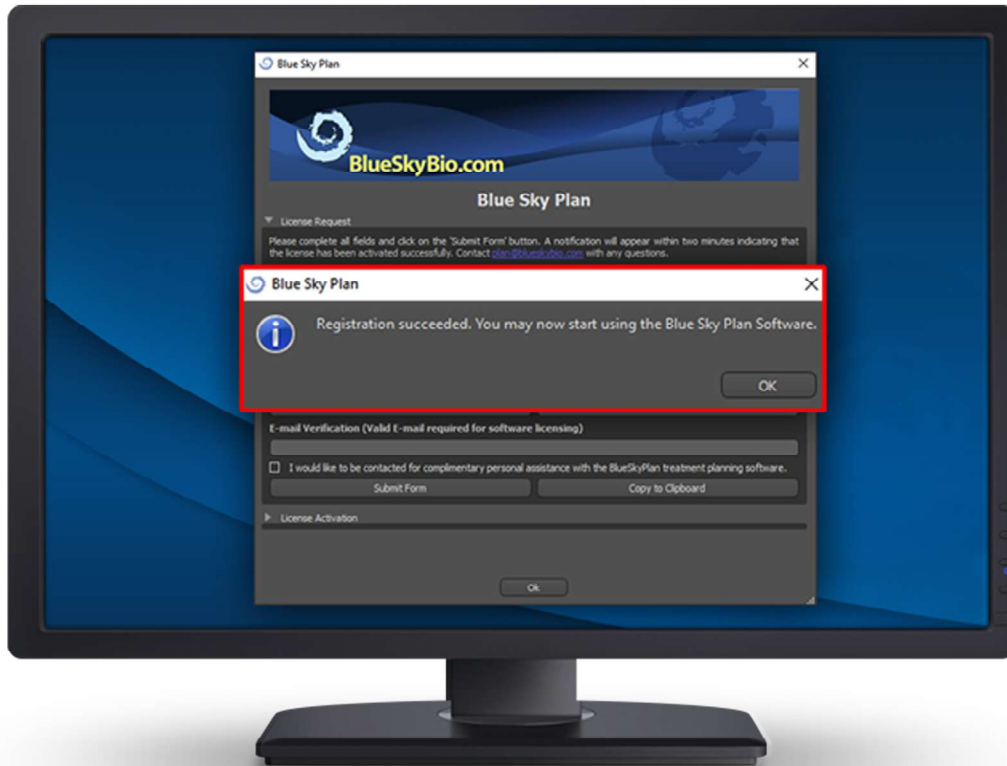 Blue Sky Plan
BlueSkyBio.com
Blue Sky Plan
License Request
Please complete all fields and click on the 'Submit Form' button. A notification will appear within two minutes indicating that
the license has been activated successfully. Contact plan@blueskybio.com with any questions.
Blue Sky Plan
Registration succeeded. You may now start using the Blue Sky Plan Software.
OK
E-mail Verification (Valid E-mail required for software licensing)
I would like to be contacted for complimentary personal assistance with the BlueSkyPlan treatment planning software.
Submit Form
Copy to Clipboard
License Activation
Ok